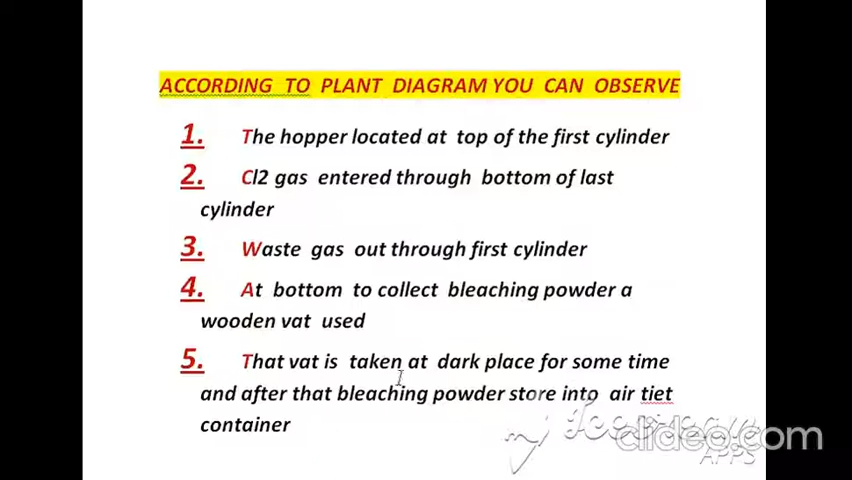 ACCORDING TO PLANT DIAGRAM YOU CAN OBSERVE
1. The hopper located at top of the first cylinder
2. Cl2 gas entered through bottom of last
cylinder
3. Waste gas out through first cylinder
4. At bottom to collect bleaching powder a
wooden vat used
5. That vat is taken at dark place for some time
and after that bleaching powder store into air tiet
container
clideo.com
APPS